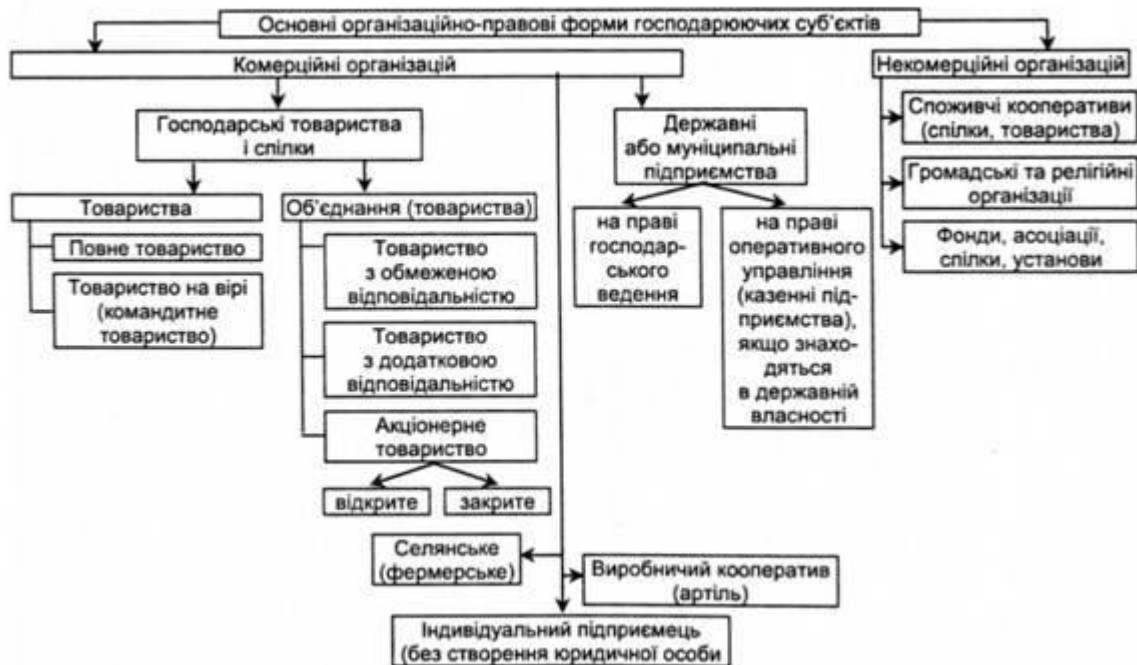 Основні організаційно-правові форми господарюючих суб'єктів
Комерційні організацій
Некомерційні організацій
Господарські товариства
і спілки
Державні
або муніципальні
підприємства
Споживчі кооперативи
(спілки, товариства)
Громадські та релігійні
організації
Фонди, асоціації,
спілки, установи
Товариства
Повне товариство
Товариство на вірі
(командитне
товариство)
Об'єднання (товариства)
Товариство
з обмеженою
відповідальністю
Товариство
з додатковою
відповідальністю
Акціонерне
товариство
відкрите
закрите
на праві
господар-
ського
ведення
на праві
оперативного
управління
(казенні під-
приємства),
якщо знахо-
дяться
в державній
власності
Селянське
(фермерське)
Виробничий кооператив
(артіль)
Індивідуальний підприємець
(без створення юридичної особи